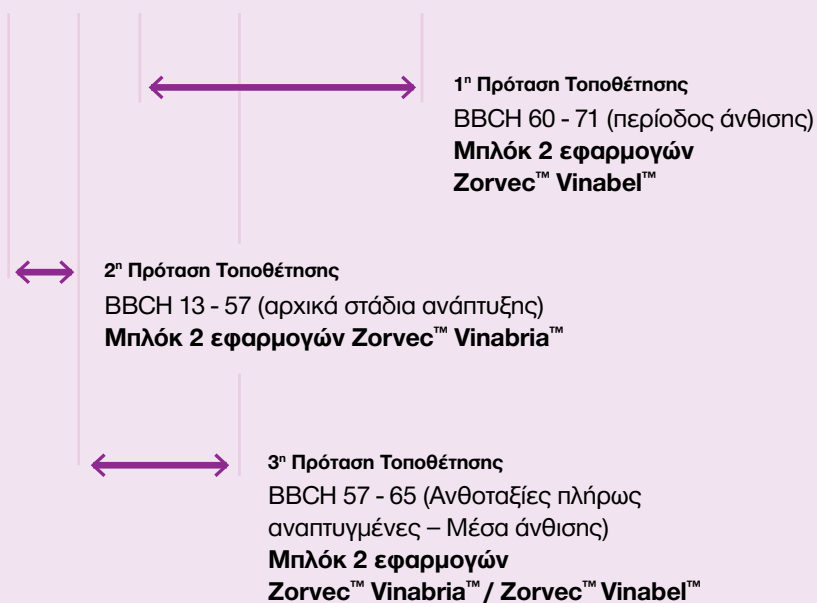 1η Πρόταση Τοποθέτησης
BBCH 60 - 71 (περίοδος άνθισης)
Μπλόκ 2 εφαρμογών
Zorvec™ Vinabel™
2η Πρόταση Τοποθέτησης
BBCH 13 - 57 (αρχικά στάδια ανάπτυξης)
Μπλόκ 2 εφαρμογών Zorvec™ Vinabria™
3η Πρόταση Τοποθέτησης
BBCH 57 - 65 (Ανθοταξίες πλήρως
αναπτυγμένες – Μέσα άνθισης)
Μπλόκ 2 εφαρμογών
Zorvec™ Vinabria™ / Zorvec™ Vinabel™